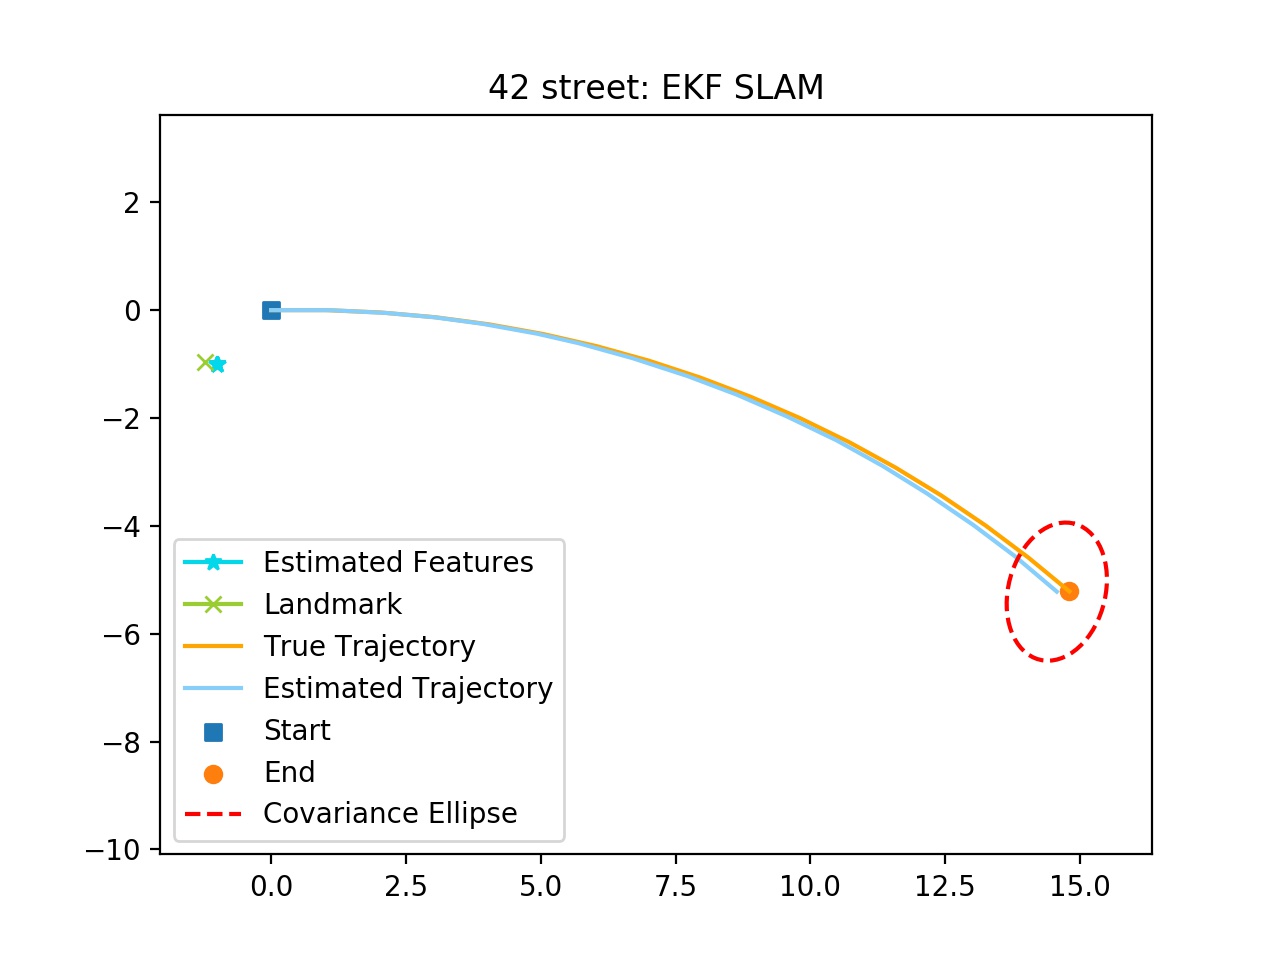 42 street: EKF SLAM
2
0
−2
−4
−6
−8
−10
Estimated Features
Landmark
True Trajectory
Estimated Trajectory
Start
End
Covariance Ellipse
0.0 2.5 5.0 7.5 10.0 12.5 15.0